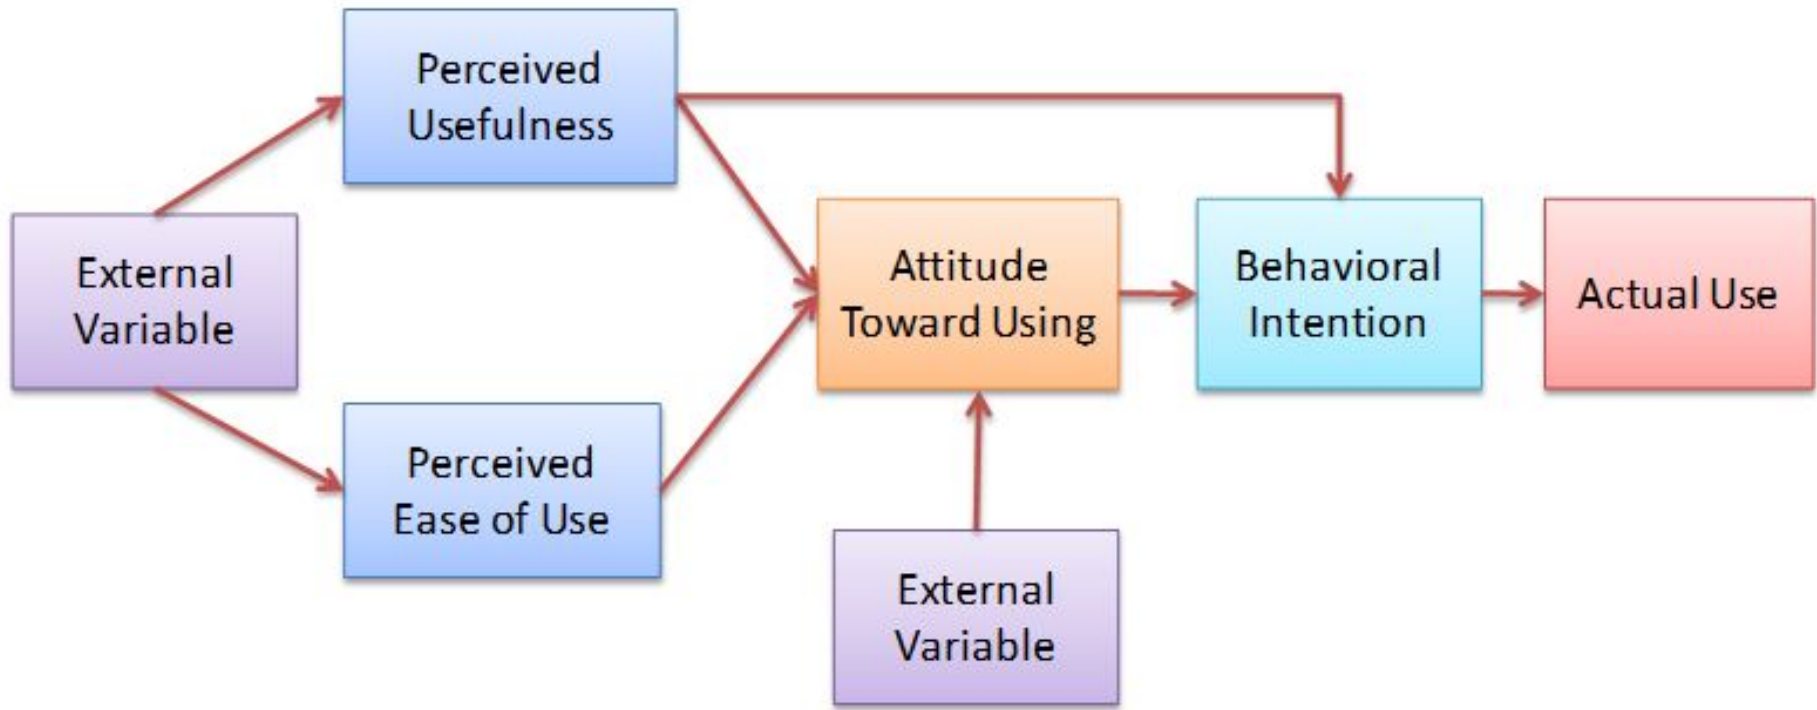 Perceived
Usefulness
External
Variable
Attitude
Toward Using
Behavioral
Intention
Actual Use
Perceived
Ease of Use
External
Variable